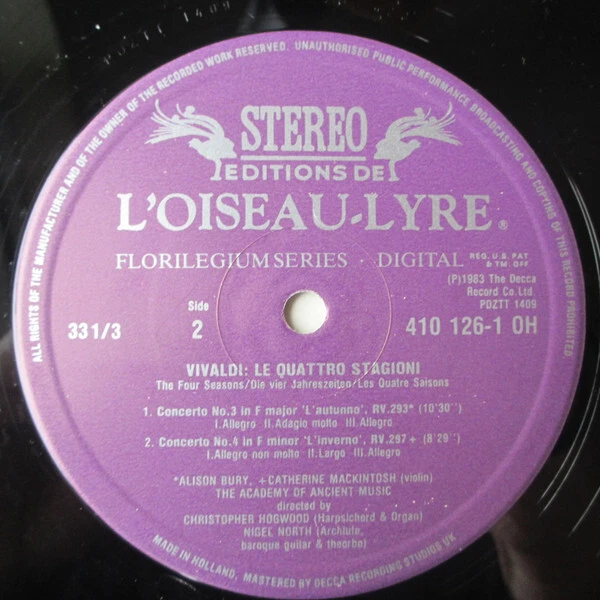 PDZTT 1409
ALL RIGHTS OF THE MANUFACTURER AND OF THE OWNER OF THE RECORDED WORK RESERVED. UNAUTHORISED PUBLIC PERFORMANCE BROADCASTING AND COPYING OF THIS RECORD PROHIBITED
STEREO
EDITIONS DE
L'OISEAU-LYRE®
FLORILEGIUM SERIES · DIGITAL REG. U.S. PAT & TM. OFF
(P)1983 The Decca
Record Co. Ltd.
PDZTT 1409
Side
33 1/3 2 410 126-1 OH
VIVALDI: LE QUATTRO STAGIONI
The Four Seasons/Die vier Jahreszeiten/Les Quatre Saisons
1. Concerto No.3 in F major 'L'autunno', RV.293* (10'30'')
I.Allegro II.Adagio molto III.Allegro
2. Concerto No.4 in F minor 'L'inverno', RV.297+ (8'29'')
I.Allegro non molto II.Largo III.Allegro
*ALISON BURY, +CATHERINE MACKINTOSH (violin)
THE ACADEMY OF ANCIENT MUSIC
directed by
CHRISTOPHER HOGWOOD (Harpsichord & Organ)
NIGEL NORTH (Archlute,
baroque guitar & theorbo)
MADE IN HOLLAND, MASTERED BY DECCA RECORDING STUDIOS UK